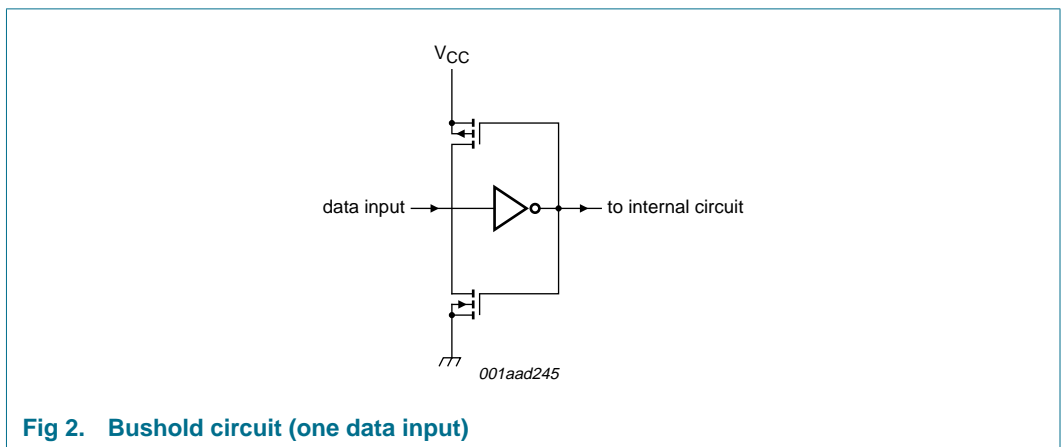 VCC
data input
to internal circuit
001aad245
Fig 2. Bushold circuit (one data input)